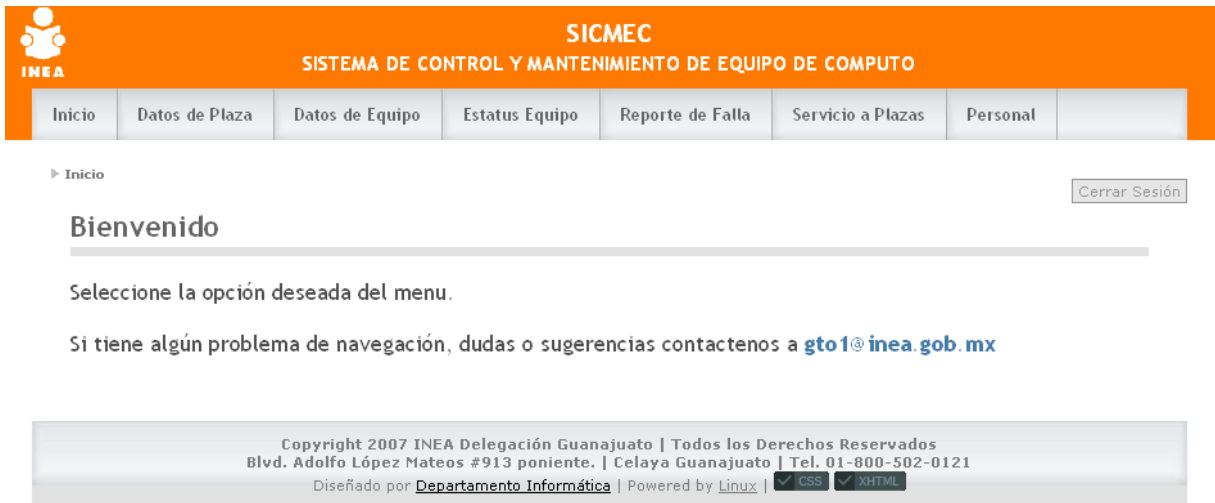 SICMEC
INEA
SISTEMA DE CONTROL Y MANTENIMIENTO DE EQUIPO DE COMPUTO
Inicio Datos de Plaza Datos de Equipo Estatus Equipo Reporte de Falla Servicio a Plazas Personal
Inicio
Cerrar Sesión
Bienvenido
Seleccione la opción deseada del menu.
Si tiene algún problema de navegación, dudas o sugerencias contactenos a gto1@inea.gob.mx
Copyright 2007 INEA Delegación Guanajuato | Todos los Derechos Reservados
Blvd. Adolfo López Mateos #913 poniente. | Celaya Guanajuato | Tel. 01-800-502-0121
Diseñado por Departamento Informática | Powered by Linux | CSS XHTML